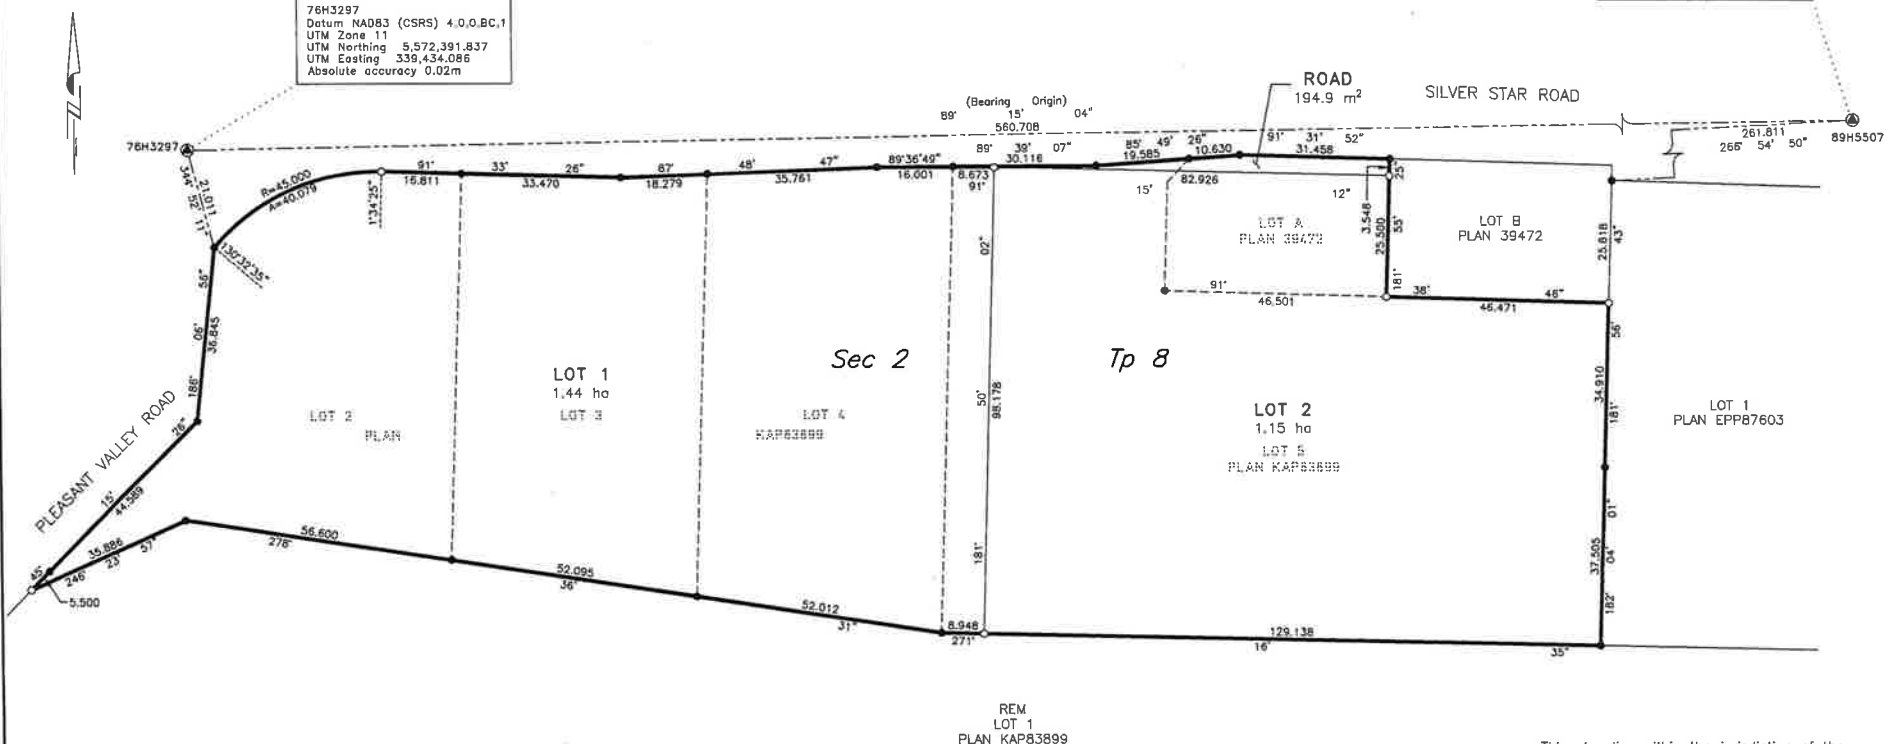 76H3297
Datum NAD83 (CSRS) 4.0.0.BC.1
UTM Zone 11
UTM Northing 5,572,391.837
UTM Easting 339,434.086
Absolute accuracy 0.02m
ROAD
194.9 m²
SILVER STAR ROAD
(Bearing Origin)
89° 15' 04"
560.708
76H3297
89H5507
261.811
266° 54' 50"
344° 52' 11"
21.011
R=45.000
A=40.079
1°34'25"
130°32'35"
91° 33' 26"
16.811
33.470
18.279
87° 48' 47"
35.761
89°36'49"
16.001
8.673
89° 39' 07"
30.116
85° 49' 26"
19.585
10.630
91° 31' 52"
31.458
91° 15' 12"
82.926
3.548
25.500
181° 55' 25"
LOT A
PLAN 39472
LOT B
PLAN 39472
25.818
91° 38' 46"
46.501
46.471
181° 56' 43"
34.910
186° 06' 56"
36.845
Sec 2
Tp 8
LOT 1
1.44 ha
LOT 2
PLAN
LOT 3
LOT 4
KAP83899
181° 50' 02"
98.178
LOT 2
1.15 ha
LOT 5
PLAN KAP83899
LOT 1
PLAN EPP87603
PLEASANT VALLEY ROAD
45° 15' 28"
44.589
5.500
35.886
246° 23' 57"
56.600
278° 36' 31"
52.095
52.012
8.948
271° 16' 35"
129.138
37.505
182° 04' 01"
REM
LOT 1
PLAN KAP83899